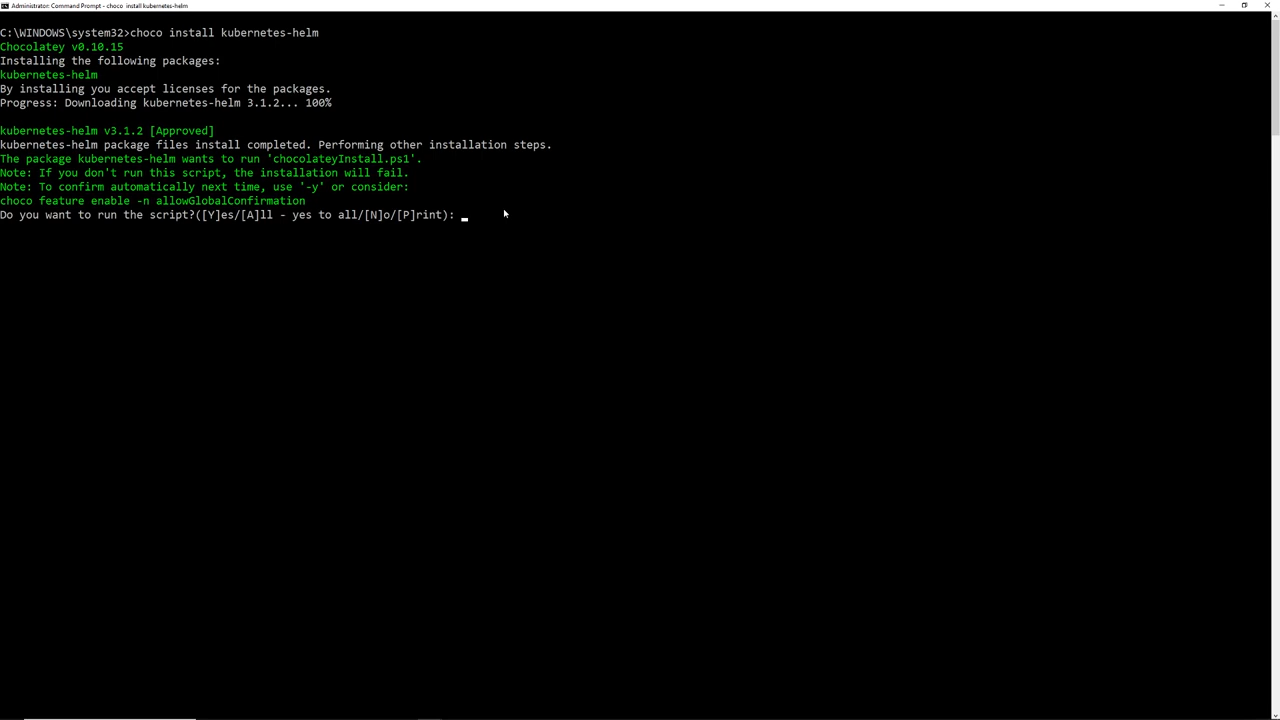 Administrator: Command Prompt - choco  install kubernetes-helm
C:\WINDOWS\system32>choco install kubernetes-helm
Chocolatey v0.10.15
Installing the following packages:
kubernetes-helm
By installing you accept licenses for the packages.
Progress: Downloading kubernetes-helm 3.1.2... 100%
kubernetes-helm v3.1.2 [Approved]
kubernetes-helm package files install completed. Performing other installation steps.
The package kubernetes-helm wants to run 'chocolateyInstall.ps1'.
Note: If you don't run this script, the installation will fail.
Note: To confirm automatically next time, use '-y' or consider:
choco feature enable -n allowGlobalConfirmation
Do you want to run the script?([Y]es/[A]ll - yes to all/[N]o/[P]rint):